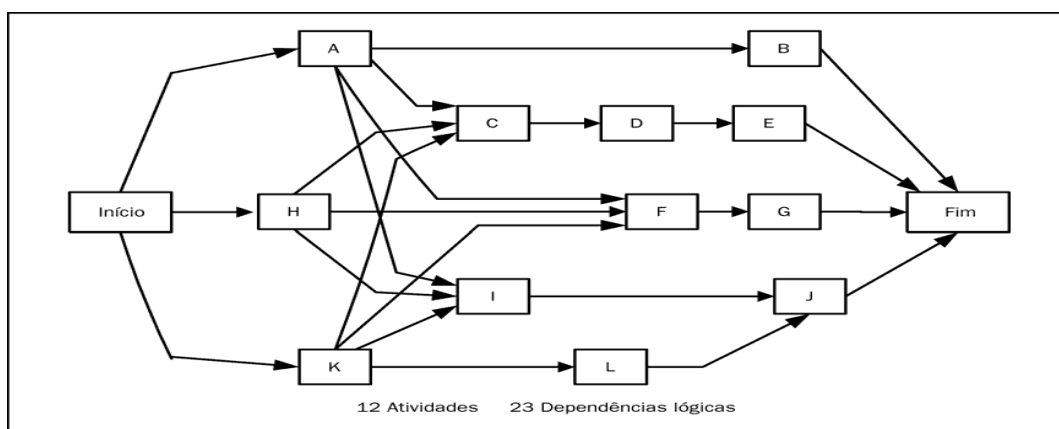 A
B
C
D
E
Início
H
F
G
Fim
I
J
K
L
12 Atividades 23 Dependências lógicas